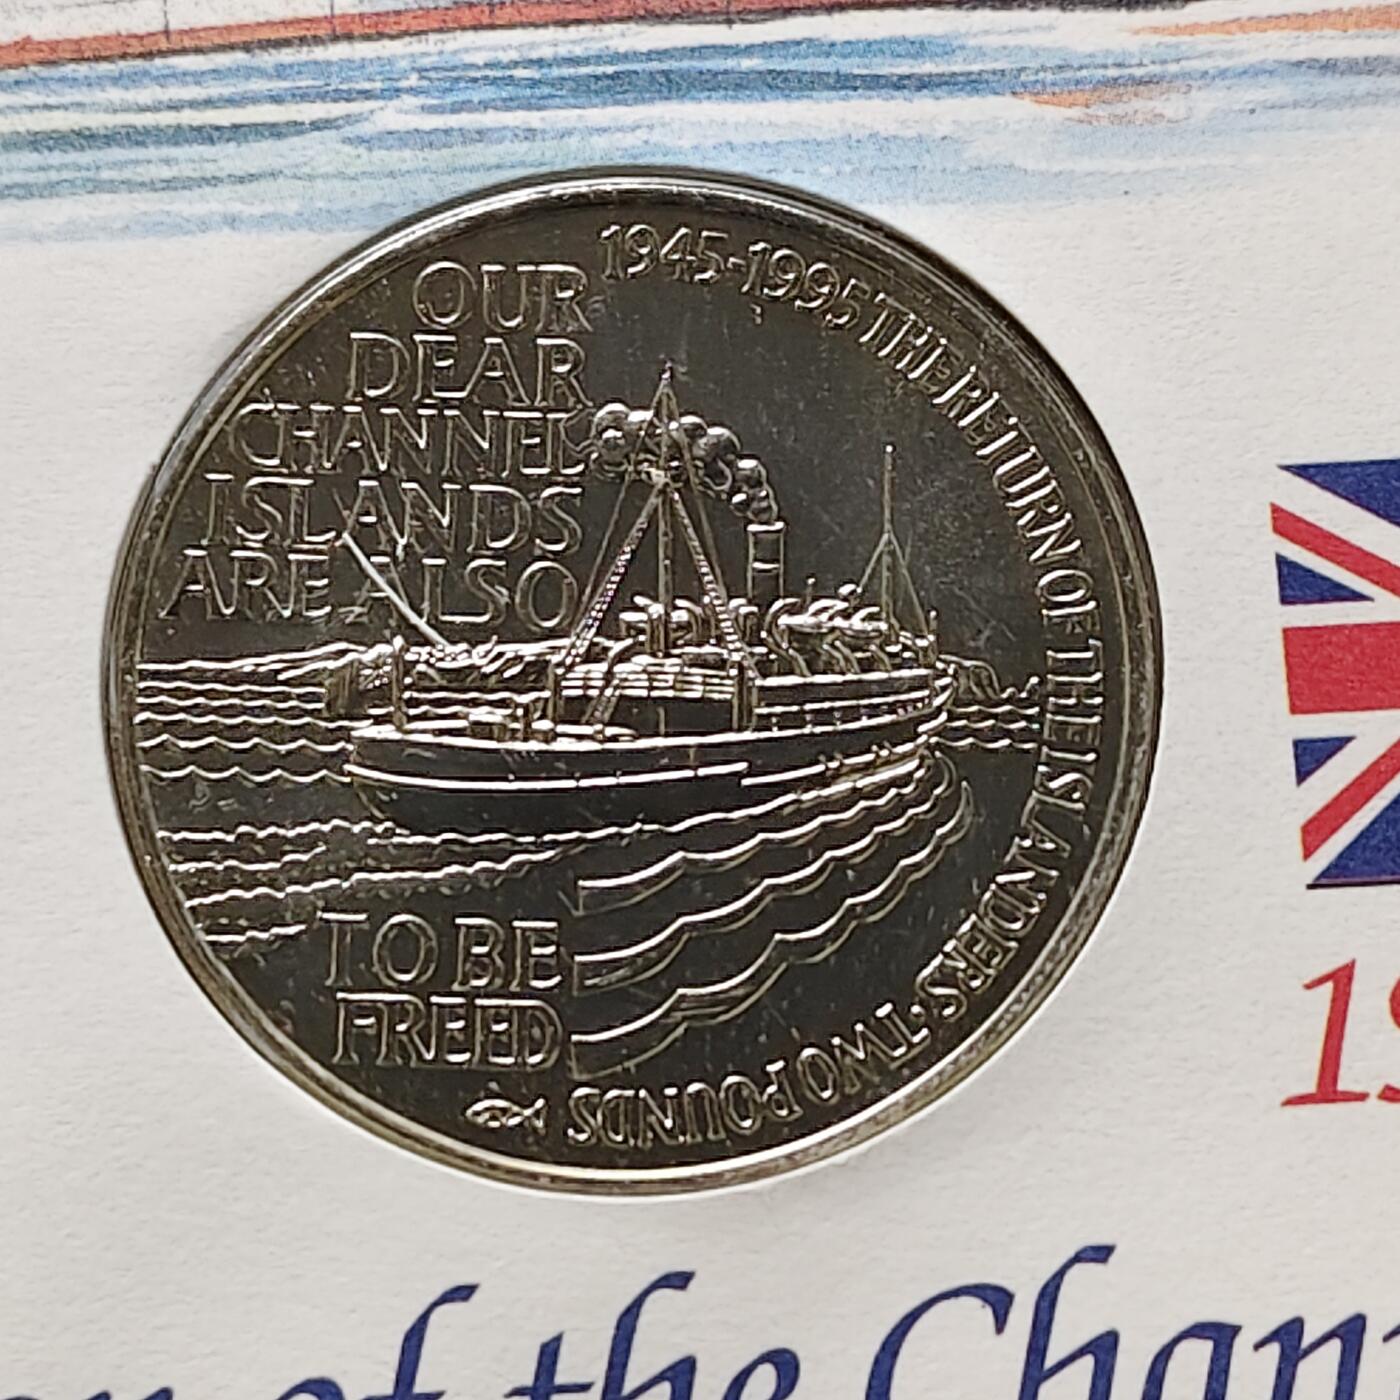 OUR
DEAR
CHANNEL
ISLANDS
ARE ALSO
TO BE
FREED
1945-1995 THE RETURN OF THE ISLANDERS · TWO POUNDS
of the